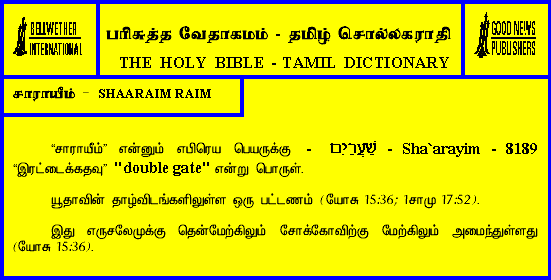 BELLWETHER
INTERNATIONAL
பரிசுத்த வேதாகமம் - தமிழ் சொல்லகராதி
THE HOLY BIBLE - TAMIL DICTIONARY
GOOD NEWS
PUBLISHERS
சாராயீம் - SHAARAIM RAIM
"சாராயீம்" என்னும் எபிரெய பெயருக்கு - שַׁעֲרַיִם - Sha`arayim - 8189
"இரட்டைக்கதவு" "double gate" என்று பொருள்.
யூதாவின் தாழ்விடங்களிலுள்ள ஒரு பட்டணம் (யோசு 15:36; 1சாமு 17:52).
இது எருசலேமுக்கு தென்மேற்கிலும் சோக்கோவிற்கு மேற்கிலும் அமைந்துள்ளது
(யோசு 15:36).